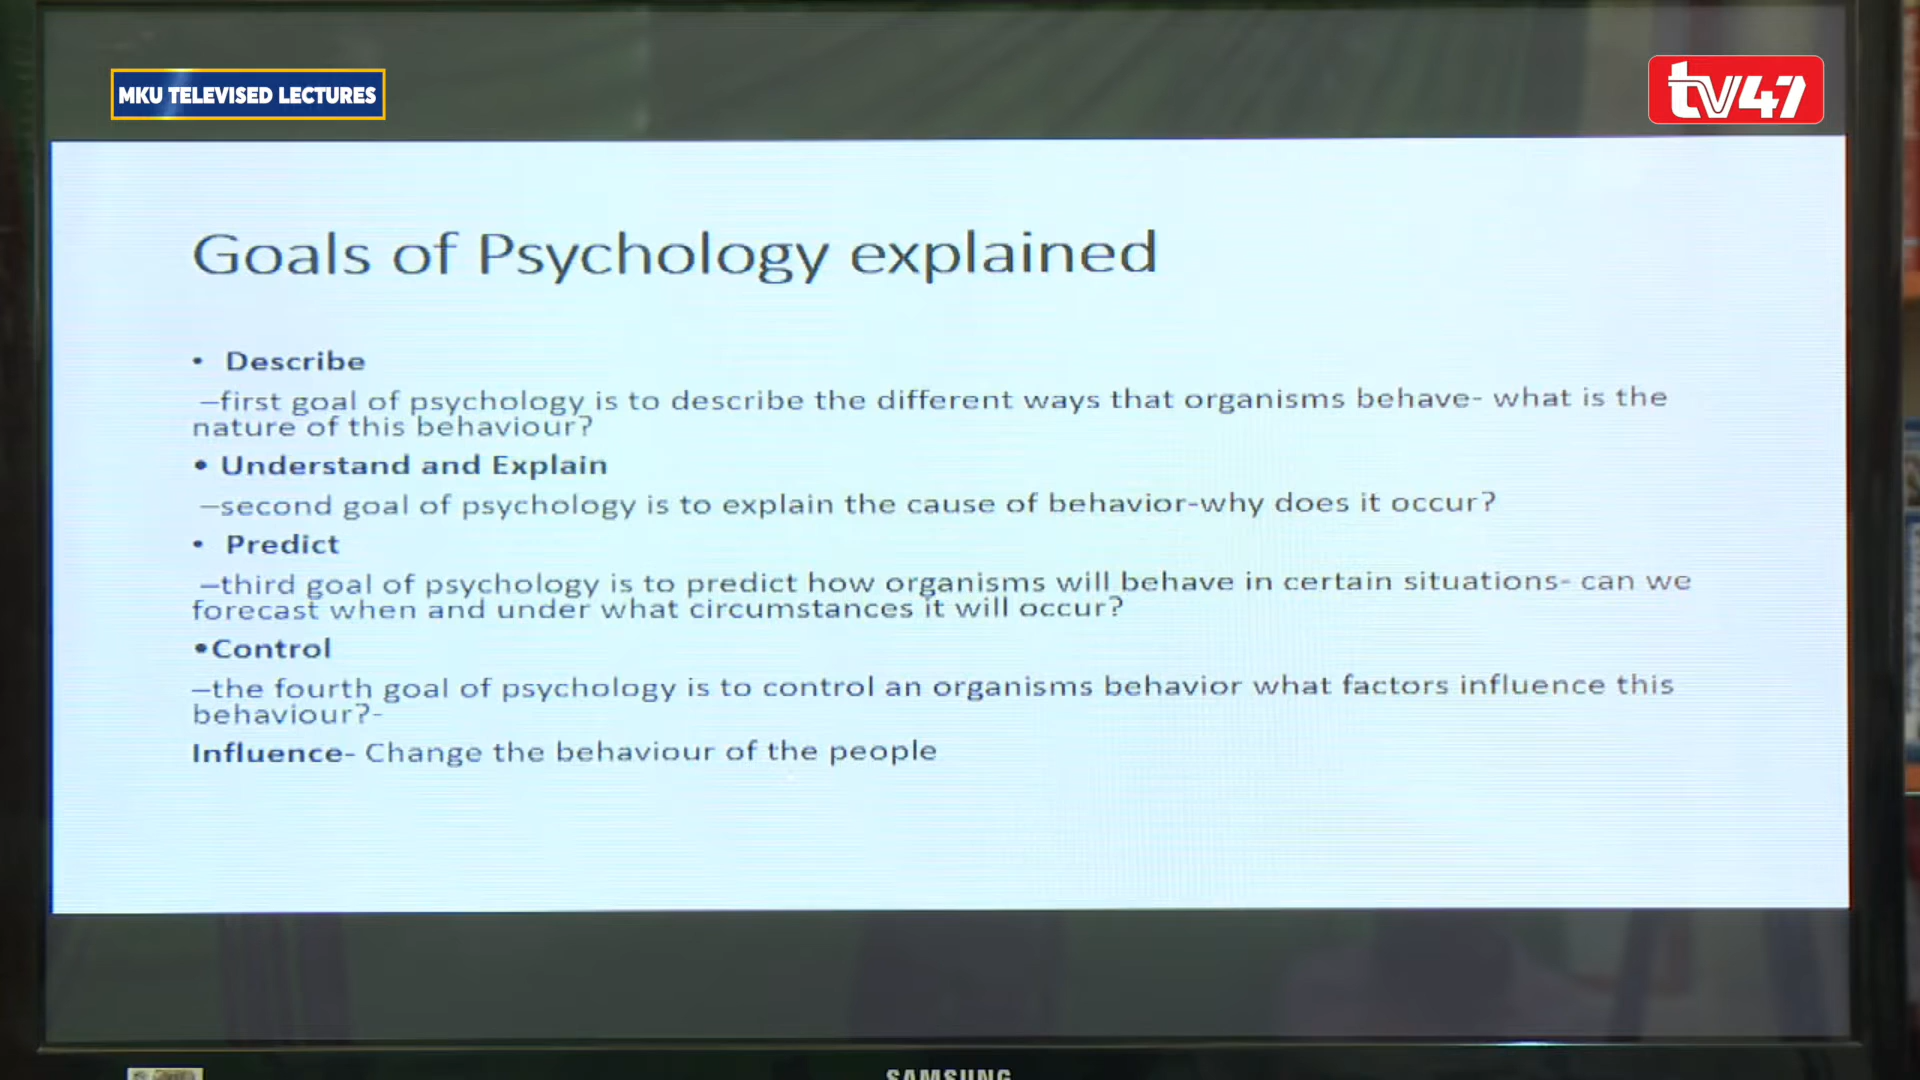 MKU TELEVISED LECTURES
tv47
Goals of Psychology explained
• Describe
–first goal of psychology is to describe the different ways that organisms behave- what is the
nature of this behaviour?
• Understand and Explain
–second goal of psychology is to explain the cause of behavior-why does it occur?
• Predict
–third goal of psychology is to predict how organisms will behave in certain situations- can we
forecast when and under what circumstances it will occur?
•Control
–the fourth goal of psychology is to control an organisms behavior what factors influence this
behaviour?-
Influence- Change the behaviour of the people
SAMSUNG